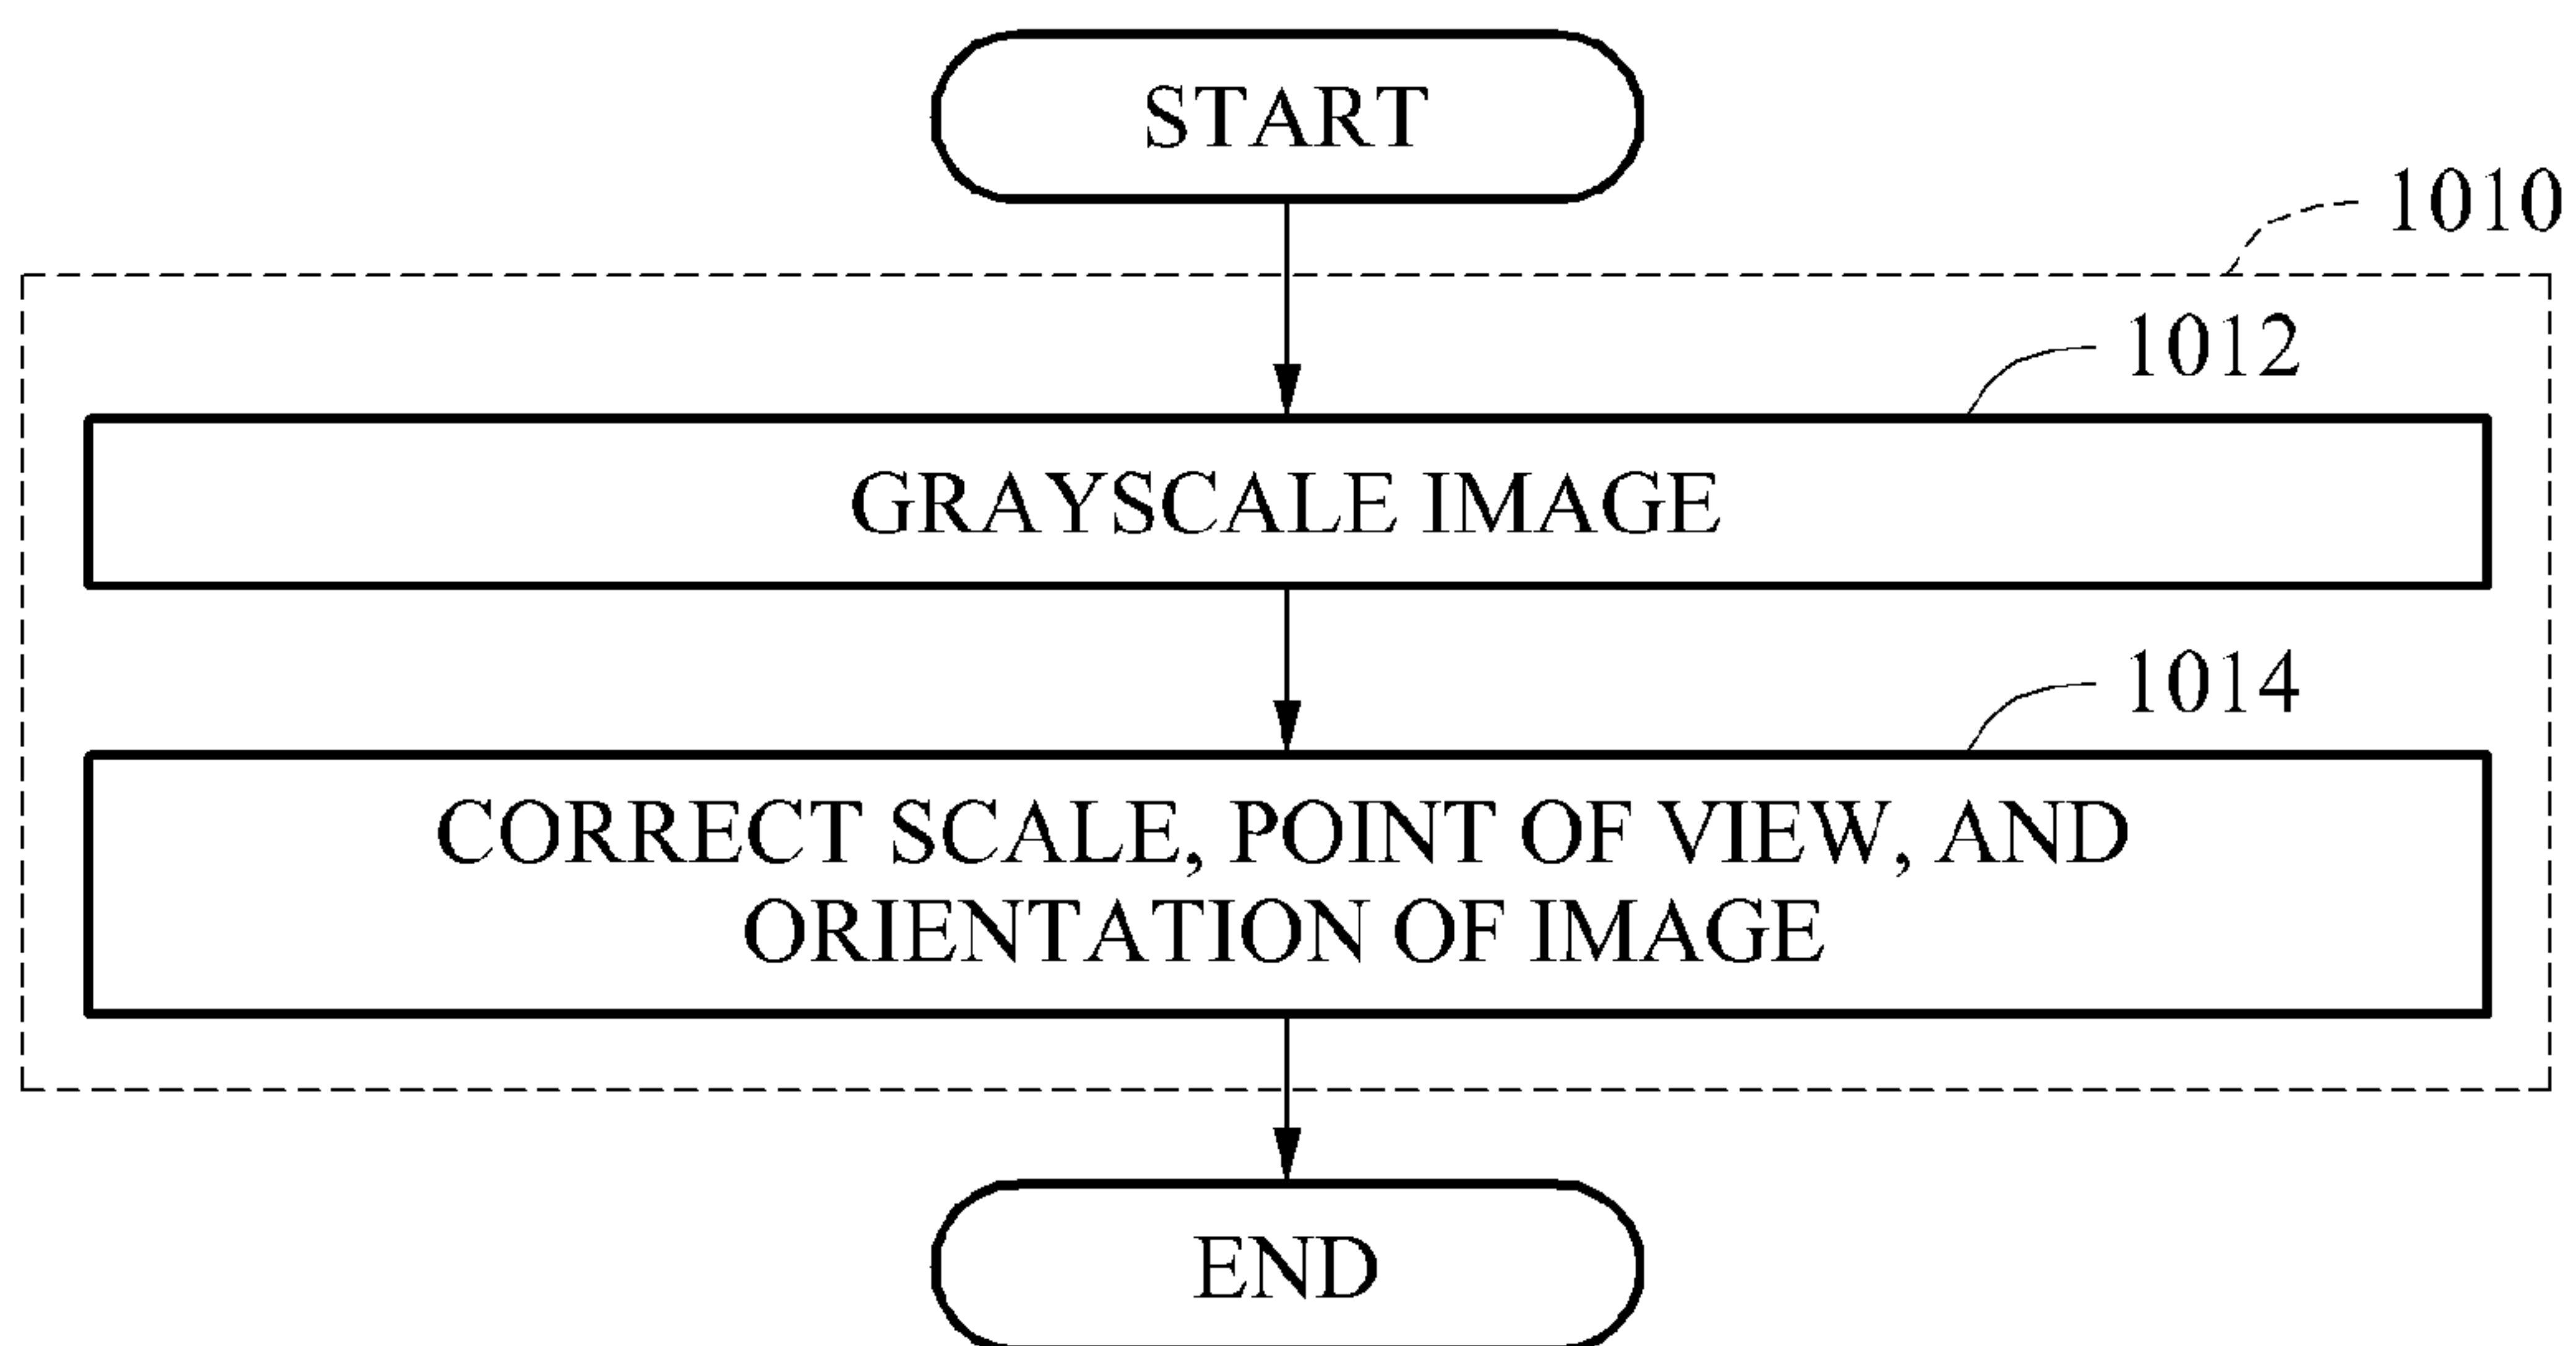 START
1010
1012
GRAYSCALE IMAGE
1014
CORRECT SCALE, POINT OF VIEW, AND
ORIENTATION OF IMAGE
END